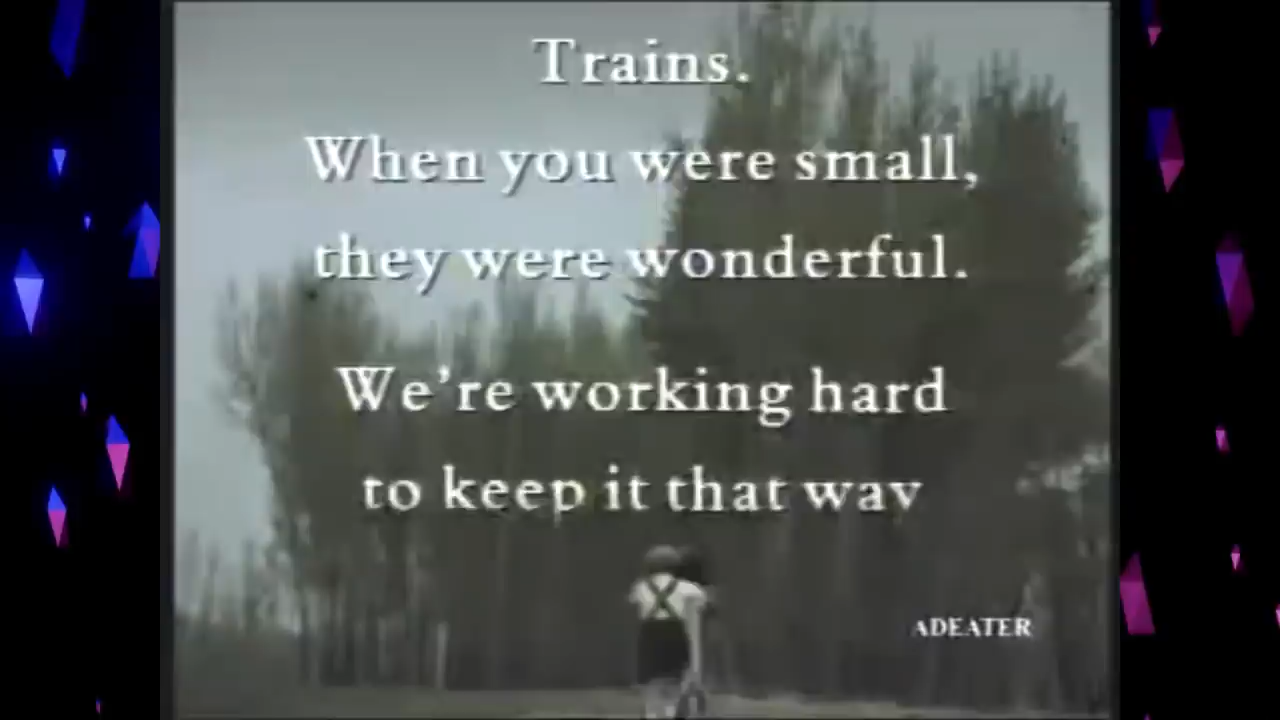 Trains.
When you were small,
they were wonderful.
We're working hard
to keep it that way
ADEATER